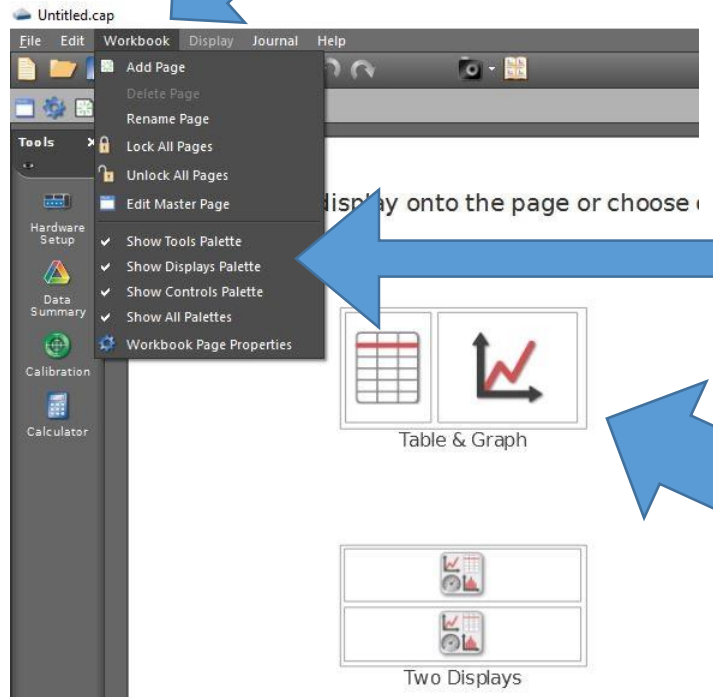 Untitled.cap
File Edit Workbook Display Journal Help
Add Page
Delete Page
Rename Page
Lock All Pages
Unlock All Pages
Edit Master Page
Show Tools Palette
Show Displays Palette
Show Controls Palette
Show All Palettes
Workbook Page Properties
Tools X
Hardware
Setup
Data
Summary
Calibration
Calculator
display onto the page or choose
Table & Graph
Two Displays